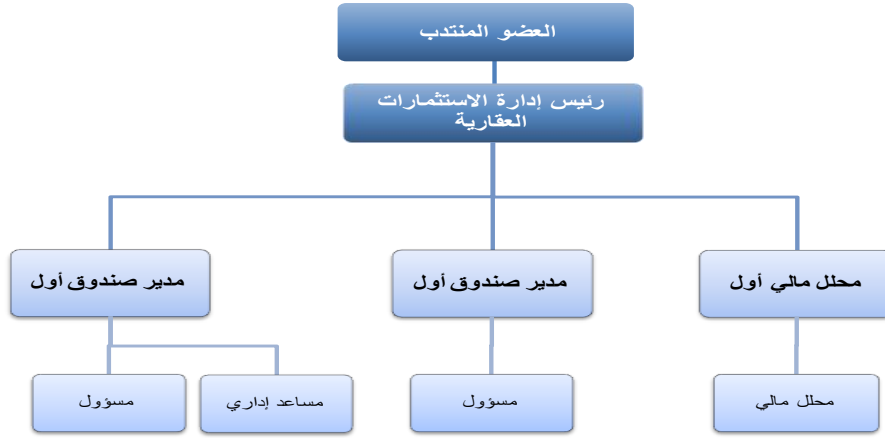 العضو المنتدب
رئيس إدارة الاستثمارات
العقارية
محلل مالي أول
مدير صندوق أول
مدير صندوق أول
محلل مالي
مسؤول
مساعد إداري
مسؤول